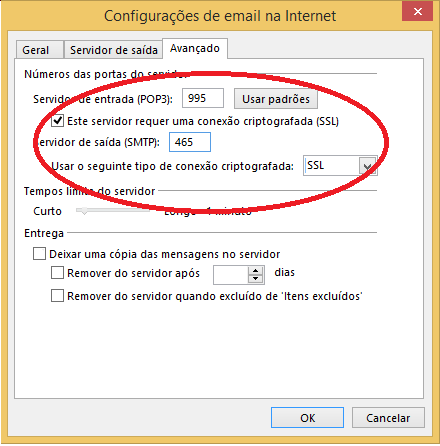 Configurações de email na Internet
Geral Servidor de saída Avançado
Números das portas do servidor
Servidor de entrada (POP3): 995 Usar padrões
Este servidor requer uma conexão criptografada (SSL)
Servidor de saída (SMTP): 465
Usar o seguinte tipo de conexão criptografada: SSL
Tempos limite do servidor
Curto Longo 1 minuto
Entrega
Deixar uma cópia das mensagens no servidor
Remover do servidor após dias
Remover do servidor quando excluído de 'Itens excluídos'
OK Cancelar